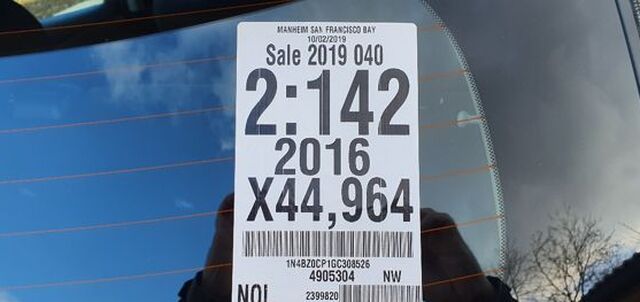 MANHEIM SAN FRANCISCO BAY
10/02/2019
Sale 2019 040
2:142
2016
X44,964
1N4BZ0CP1GC308526
4905304 NW
NOI 2399820